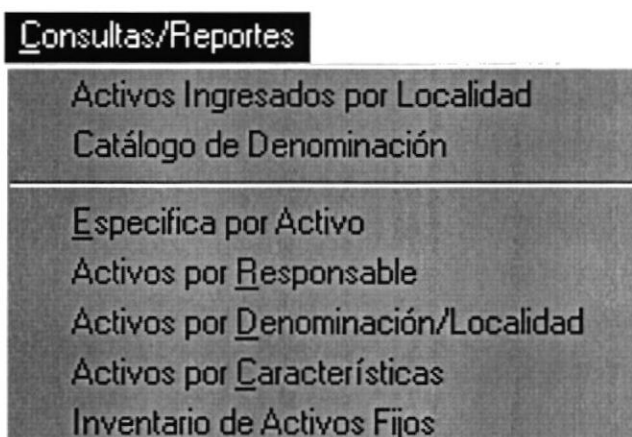 Consultas/Reportes
Activos Ingresados por Localidad
Catálogo de Denominación
Especifica por Activo
Activos por Responsable
Activos por Denominación/Localidad
Activos por Características
Inventario de Activos Fijos